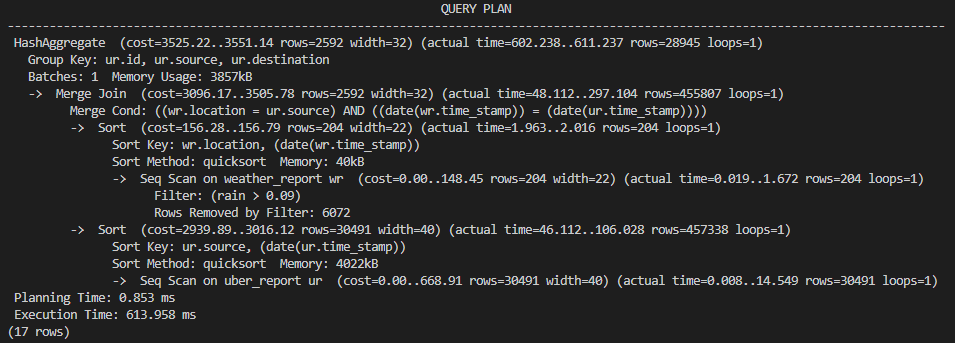 QUERY PLAN
----------------------------------------------------------------------------------------------------------------------------------------
HashAggregate  (cost=3525.22..3551.14 rows=2592 width=32) (actual time=602.238..611.237 rows=28945 loops=1)
  Group Key: ur.id, ur.source, ur.destination
  Batches: 1  Memory Usage: 3857kB
  ->  Merge Join  (cost=3096.17..3505.78 rows=2592 width=32) (actual time=48.112..297.104 rows=455807 loops=1)
        Merge Cond: ((wr.location = ur.source) AND ((date(wr.time_stamp)) = (date(ur.time_stamp))))
        ->  Sort  (cost=156.28..156.79 rows=204 width=22) (actual time=1.963..2.016 rows=204 loops=1)
              Sort Key: wr.location, (date(wr.time_stamp))
              Sort Method: quicksort  Memory: 40kB
              ->  Seq Scan on weather_report wr  (cost=0.00..148.45 rows=204 width=22) (actual time=0.019..1.672 rows=204 loops=1)
                    Filter: (rain > 0.09)
                    Rows Removed by Filter: 6072
        ->  Sort  (cost=2939.89..3016.12 rows=30491 width=40) (actual time=46.112..106.028 rows=457338 loops=1)
              Sort Key: ur.source, (date(ur.time_stamp))
              Sort Method: quicksort  Memory: 4022kB
              ->  Seq Scan on uber_report ur  (cost=0.00..668.91 rows=30491 width=40) (actual time=0.008..14.549 rows=30491 loops=1)
Planning Time: 0.853 ms
Execution Time: 613.958 ms
(17 rows)